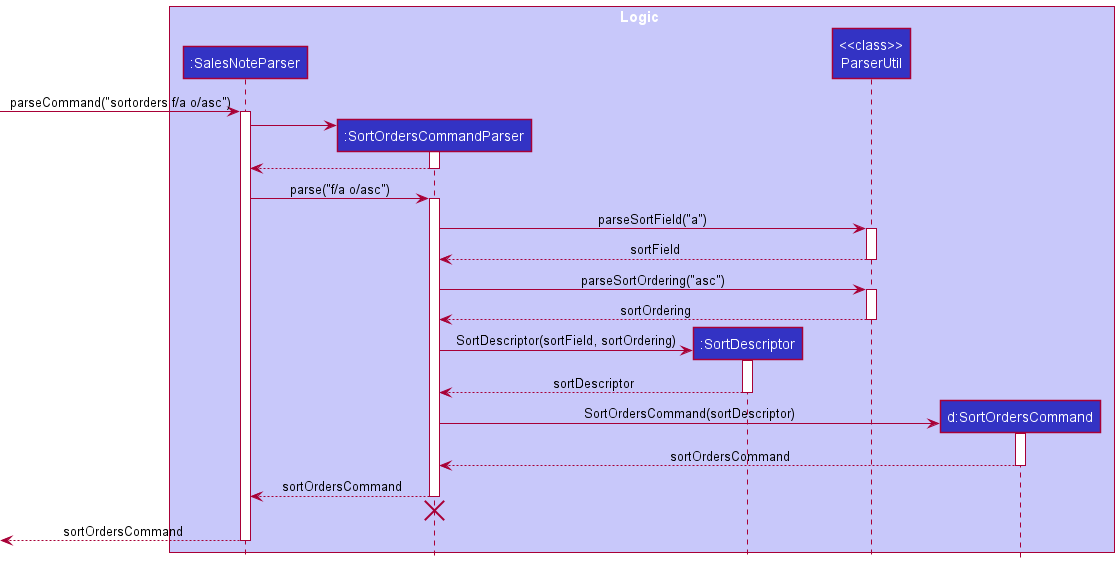 Logic
<<class>>
ParserUtil
:SalesNoteParser
parseCommand("sortorders f/a o/asc")
:SortOrdersCommandParser
parse("f/a o/asc")
parseSortField("a")
sortField
parseSortOrdering("asc")
sortOrdering
SortDescriptor(sortField, sortOrdering)
:SortDescriptor
sortDescriptor
SortOrdersCommand(sortDescriptor)
d:SortOrdersCommand
sortOrdersCommand
sortOrdersCommand
sortOrdersCommand